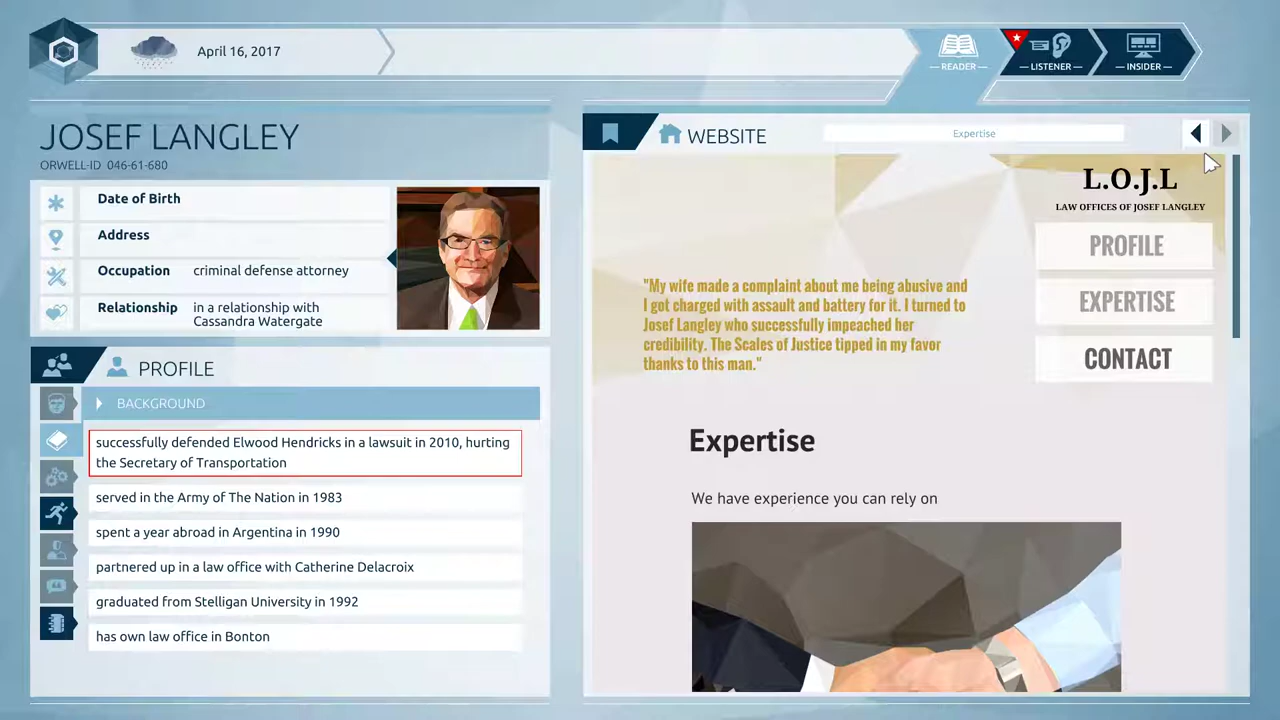 April 16, 2017
READER
LISTENER
INSIDER
JOSEF LANGLEY
ORWELL-ID 046-61-680
Date of Birth
Address
Occupation criminal defense attorney
Relationship in a relationship with
Cassandra Watergate
PROFILE
BACKGROUND
successfully defended Elwood Hendricks in a lawsuit in 2010, hurting
the Secretary of Transportation
served in the Army of The Nation in 1983
spent a year abroad in Argentina in 1990
partnered up in a law office with Catherine Delacroix
graduated from Stelligan University in 1992
has own law office in Bonton
WEBSITE
Expertise
L.O.J.L
LAW OFFICES OF JOSEF LANGLEY
PROFILE
EXPERTISE
CONTACT
"My wife made a complaint about me being abusive and
I got charged with assault and battery for it. I turned to
Josef Langley who successfully impeached her
credibility. The Scales of Justice tipped in my favor
thanks to this man."
Expertise
We have experience you can rely on